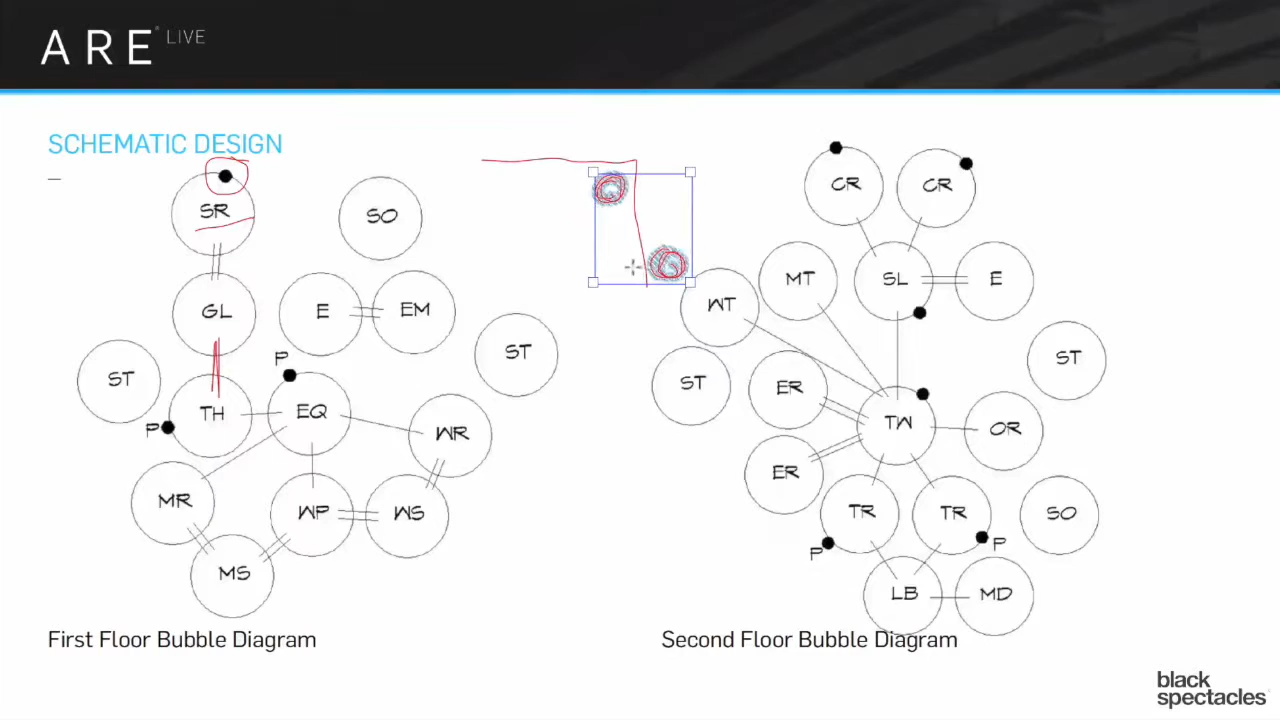 ARE LIVE
SCHEMATIC DESIGN
SR
SO
GL
E
EM
ST
ST
P
TH
P
EQ
WR
MR
WP
WS
MS
First Floor Bubble Diagram
CR
CR
WT
MT
SL
E
ST
ST
ER
TW
OR
ER
TR
TR
SO
P
P
LB
MD
Second Floor Bubble Diagram
black
spectacles